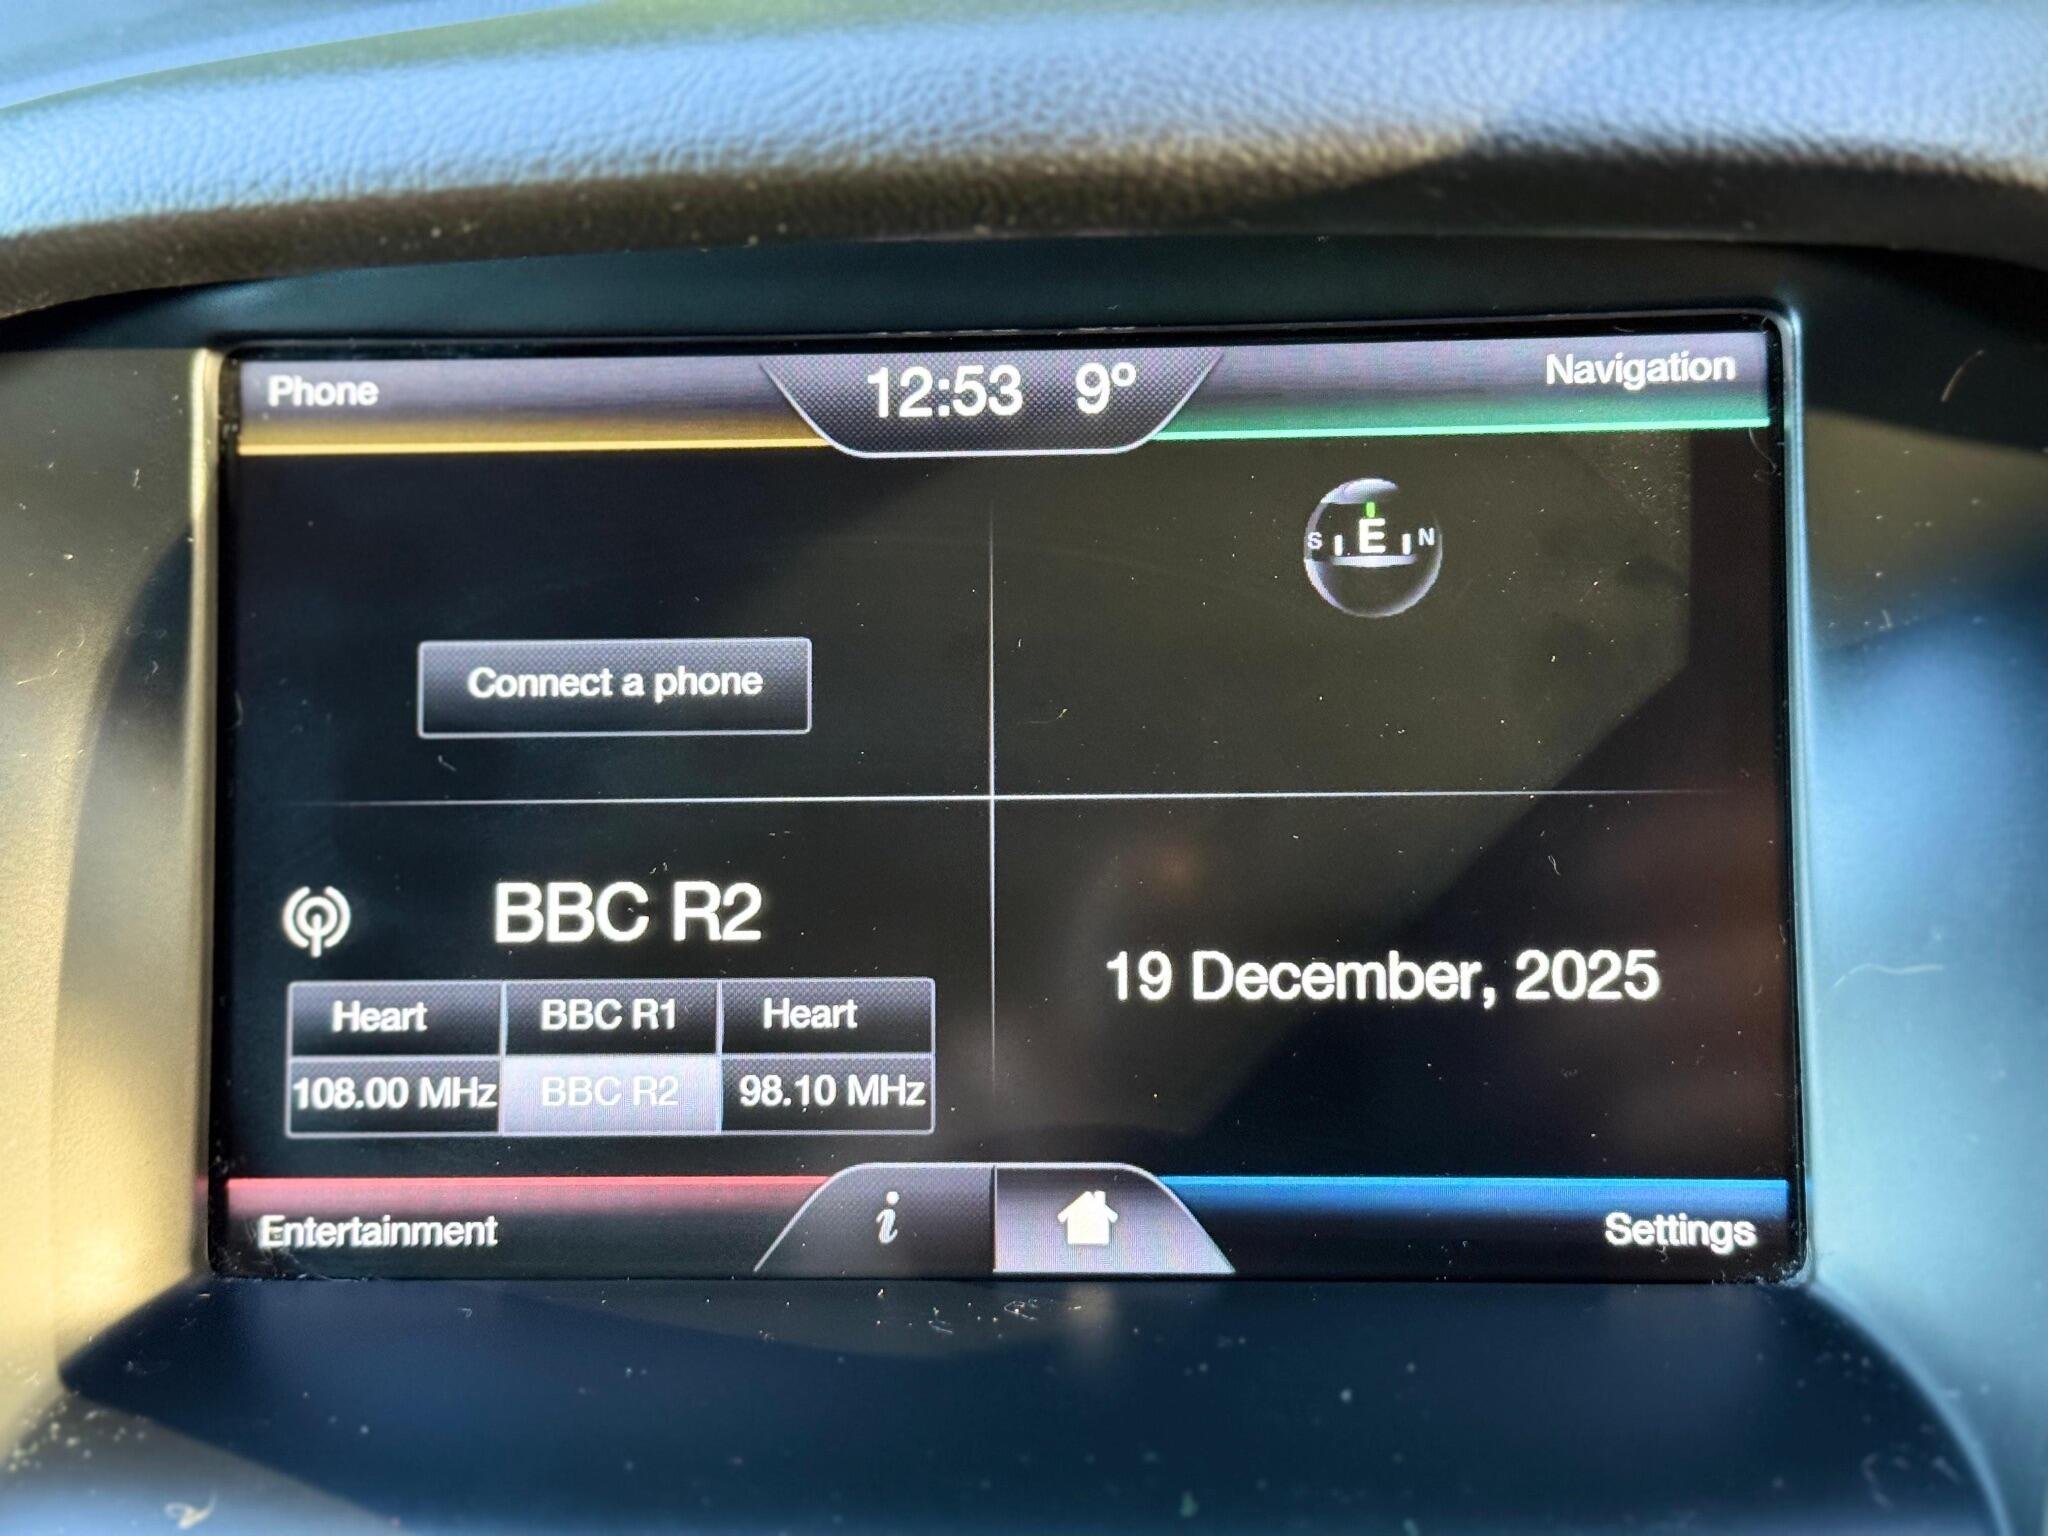 Phone
12:53 9°
Navigation
S E N
Connect a phone
BBC R2
Heart BBC R1 Heart
108.00 MHz BBC R2 98.10 MHz
19 December, 2025
Entertainment
i
Settings